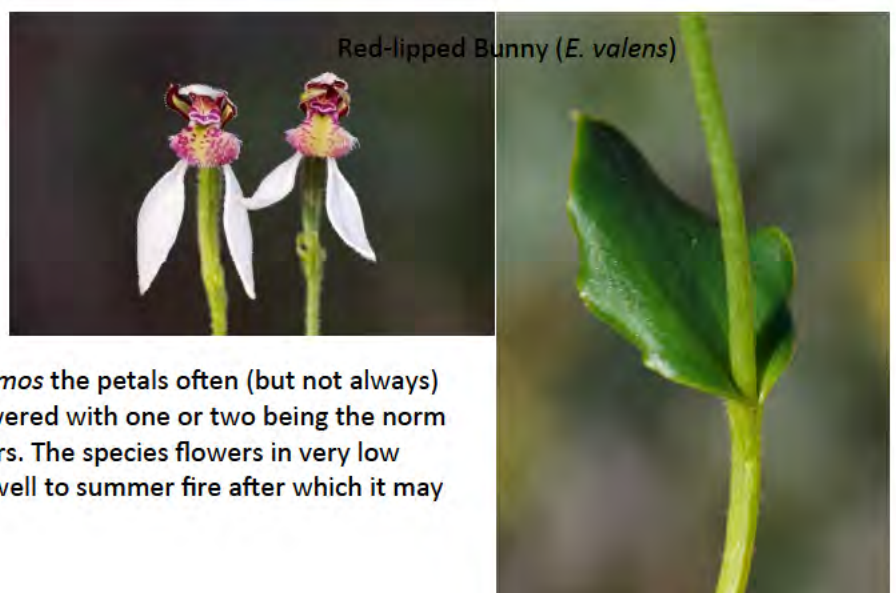 Red-lipped Bunny (E. valens)
mos the petals often (but not always)
vered with one or two being the norm
rs. The species flowers in very low
well to summer fire after which it may